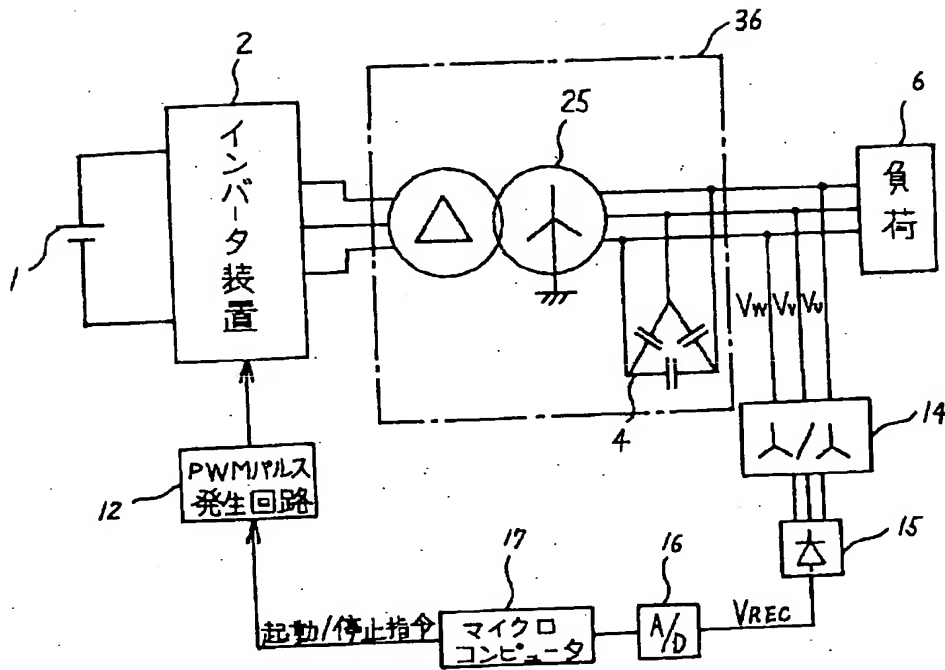 36
2
インバータ装置
25
6
負荷
1
VW
VV
VU
4
14
12
PWMパルス
発生回路
15
17
16
起動/停止指令
マイクロ
コンピュータ
A/D
VREC